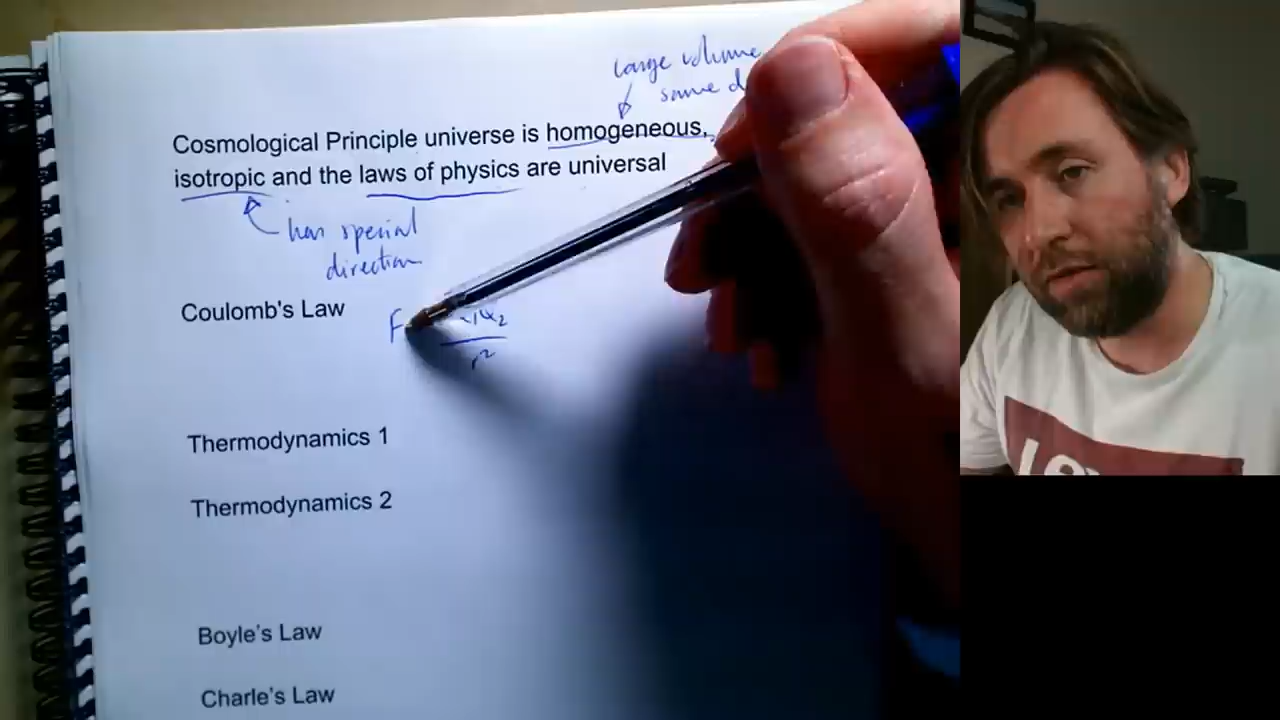 large volume
same d
Cosmological Principle universe is homogeneous,
isotropic and the laws of physics are universal
has special
direction
Coulomb's Law F
r²
Thermodynamics 1
Thermodynamics 2
Boyle's Law
Charle's Law